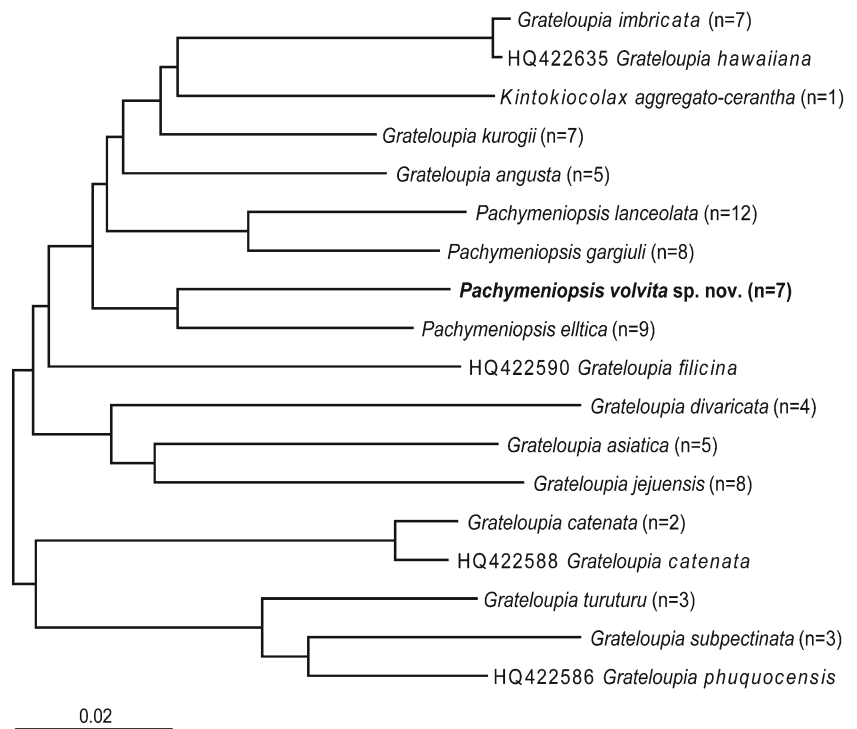 Grateloupia imbricata (n=7)
HQ422635 Grateloupia hawaiiana
Kintokiocolax aggregato-cerantha (n=1)
Grateloupia kurogii (n=7)
Grateloupia angusta (n=5)
Pachymeniopsis lanceolata (n=12)
Pachymeniopsis gargiuli (n=8)
Pachymeniopsis volvita sp. nov. (n=7)
Pachymeniopsis elltica (n=9)
HQ422590 Grateloupia filicina
Grateloupia divaricata (n=4)
Grateloupia asiatica (n=5)
Grateloupia jejuensis (n=8)
Grateloupia catenata (n=2)
HQ422588 Grateloupia catenata
Grateloupia turuturu (n=3)
Grateloupia subpectinata (n=3)
HQ422586 Grateloupia phuquocensis
0.02